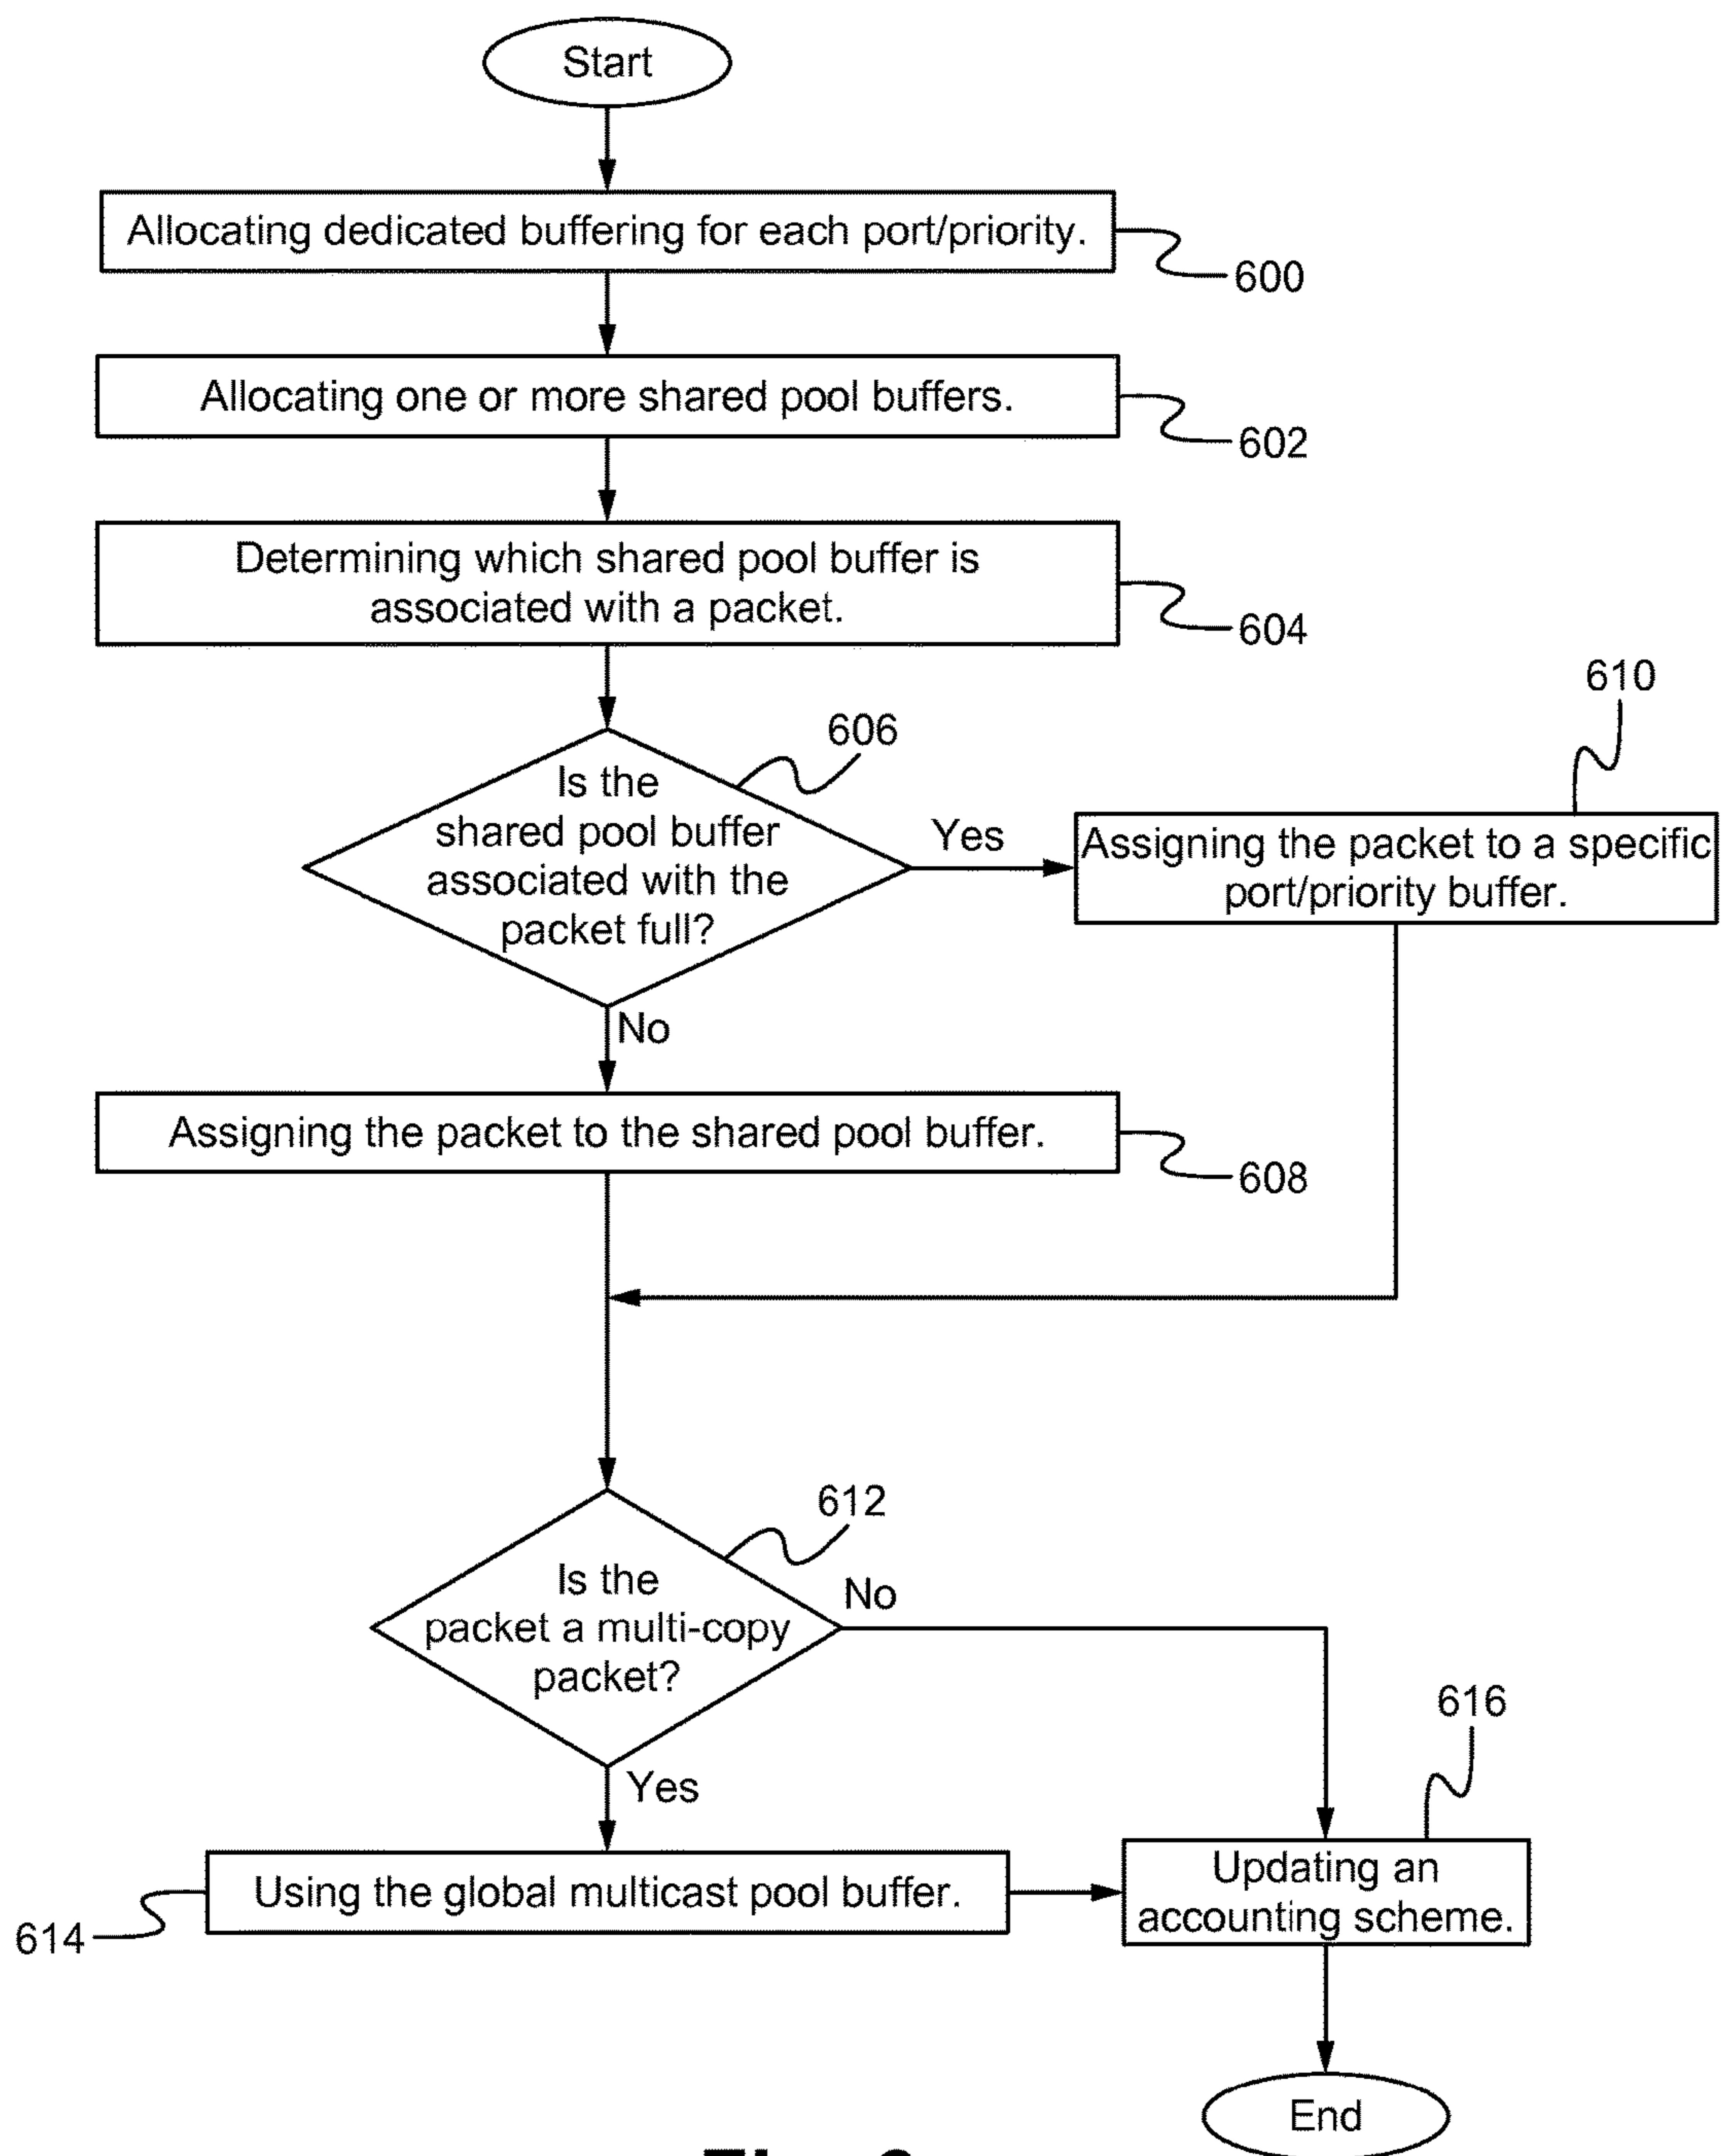 Start
Allocating dedicated buffering for each port/priority.
600
Allocating one or more shared pool buffers.
602
Determining which shared pool buffer is
associated with a packet.
604
610
606
Is the
shared pool buffer
associated with the
packet full?
Yes
Assigning the packet to a specific
port/priority buffer.
No
Assigning the packet to the shared pool buffer.
608
612
Is the
packet a multi-copy
packet?
No
616
Yes
Using the global multicast pool buffer.
614
Updating an
accounting scheme.
End